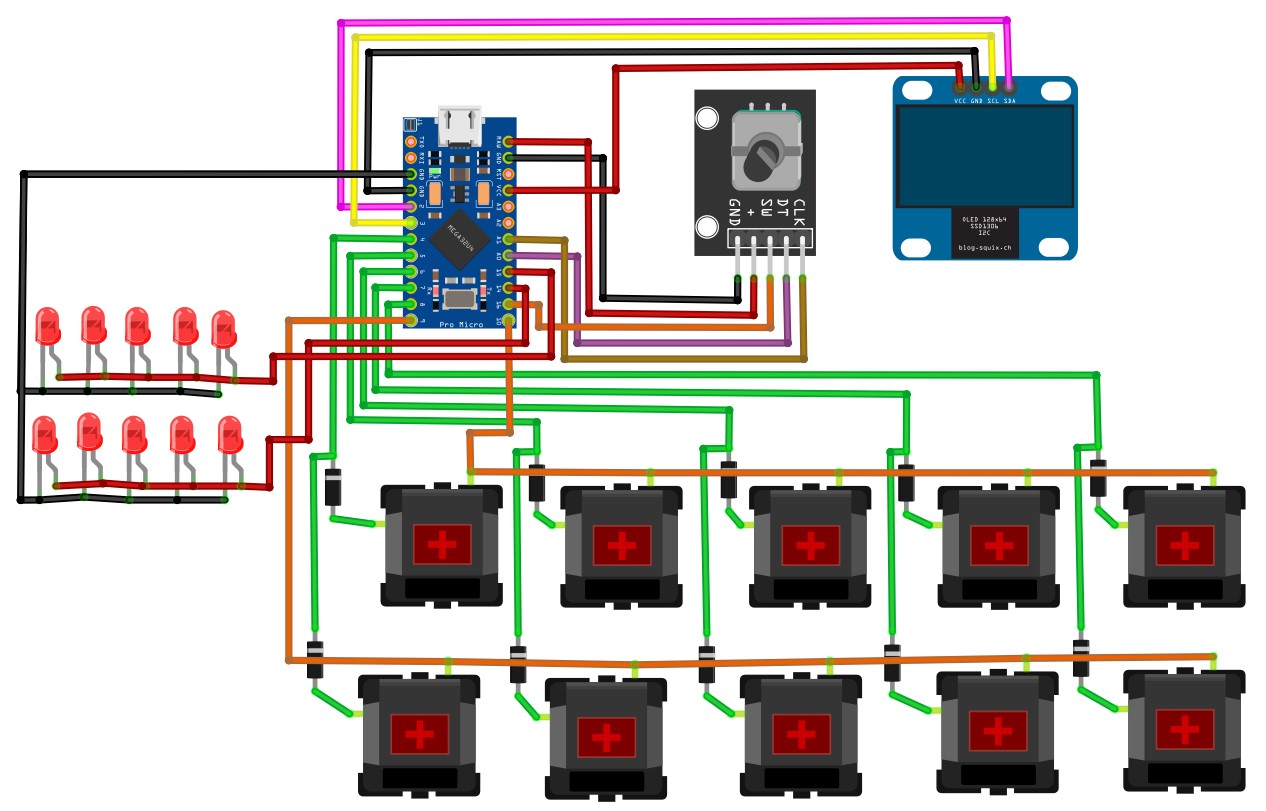 VCC GND SCL SDA
OLED 128x64
SSD1306
I2C
blog-squix-ch
GND
+
SW
DT
CLK
J1
TX0
RXI
GND
GND
2
3
4
5
6
7
8
9
RAW
GND
RST
VCC
A3
A2
A1
A0
15
14
16
10
MEGA32U4
Pro Micro